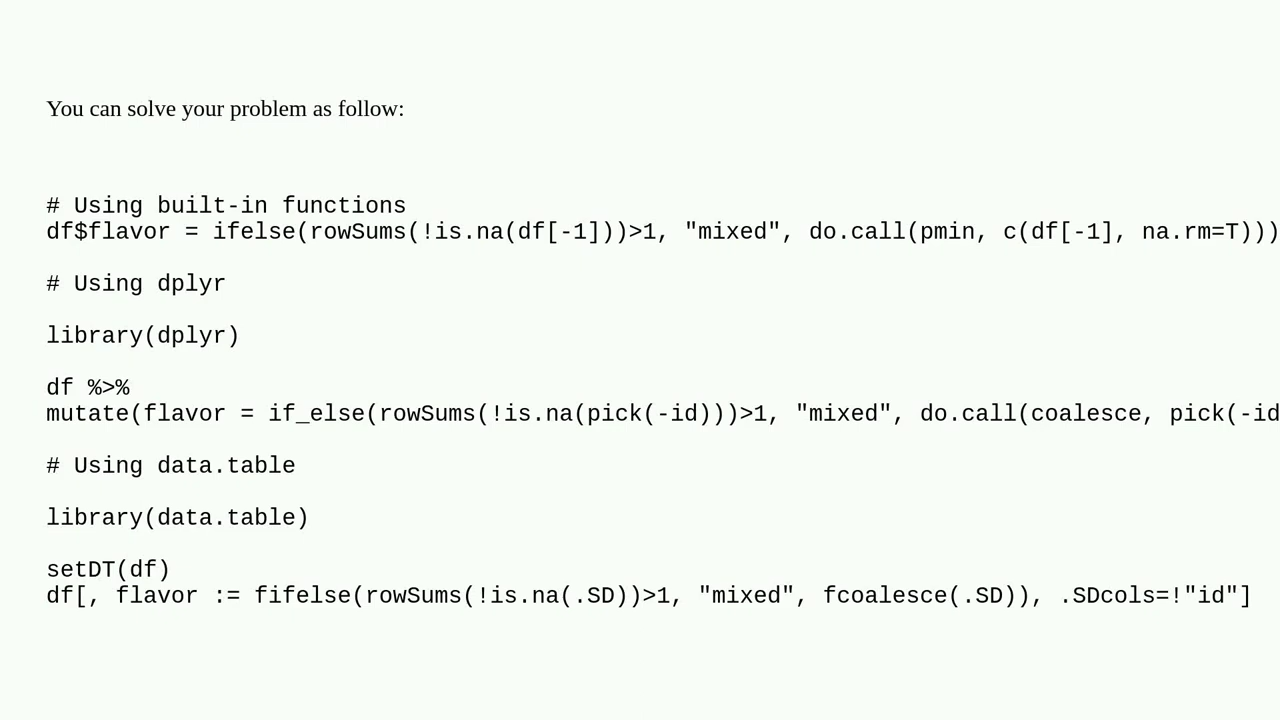 You can solve your problem as follow:
# Using built-in functions
df$flavor = ifelse(rowSums(!is.na(df[-1]))>1, "mixed", do.call(pmin, c(df[-1], na.rm=T)))
# Using dplyr
library(dplyr)
df %>%
mutate(flavor = if_else(rowSums(!is.na(pick(-id)))>1, "mixed", do.call(coalesce, pick(-id
# Using data.table
library(data.table)
setDT(df)
df[, flavor := fifelse(rowSums(!is.na(.SD))>1, "mixed", fcoalesce(.SD)), .SDcols=!"id"]